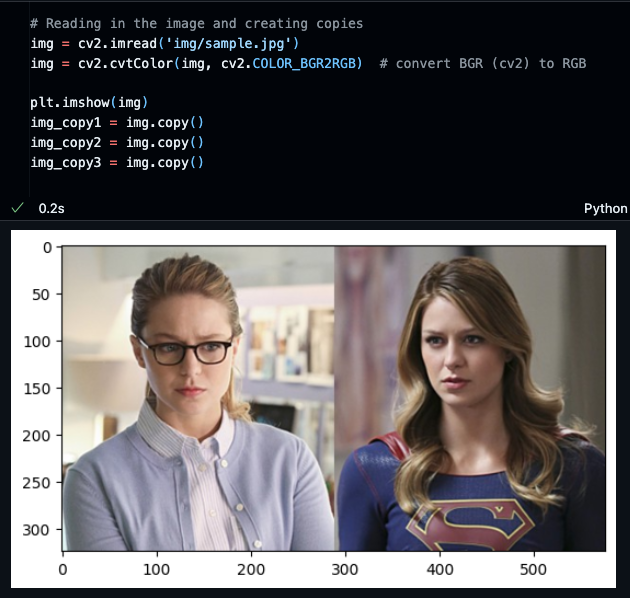 # Reading in the image and creating copies
img = cv2.imread('img/sample.jpg')
img = cv2.cvtColor(img, cv2.COLOR_BGR2RGB)  # convert BGR (cv2) to RGB
plt.imshow(img)
img_copy1 = img.copy()
img_copy2 = img.copy()
img_copy3 = img.copy()
0.2s Python
0
50
100
150
200
250
300
0 100 200 300 400 500
S